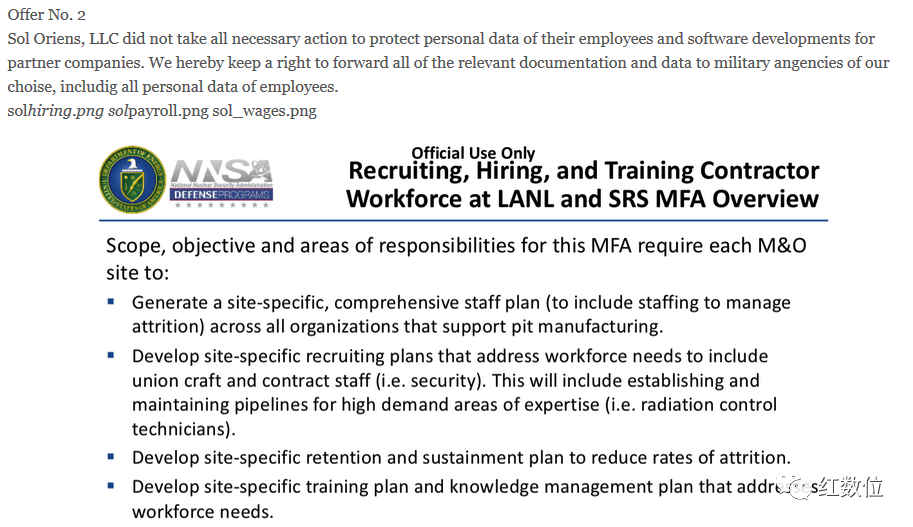 Offer No. 2
Sol Oriens, LLC did not take all necessary action to protect personal data of their employees and software developments for
partner companies. We hereby keep a right to forward all of the relevant documentation and data to military angencies of our
choise, includig all personal data of employees.
solhiring.png solpayroll.png sol_wages.png
DEPARTMENT OF ENERGY
NNSA
National Nuclear Security Administration
DEFENSE PROGRAMS
Official Use Only
Recruiting, Hiring, and Training Contractor
Workforce at LANL and SRS MFA Overview
Scope, objective and areas of responsibilities for this MFA require each M&O
site to:
▪ Generate a site-specific, comprehensive staff plan (to include staffing to manage
attrition) across all organizations that support pit manufacturing.
▪ Develop site-specific recruiting plans that address workforce needs to include
union craft and contract staff (i.e. security). This will include establishing and
maintaining pipelines for high demand areas of expertise (i.e. radiation control
technicians).
▪ Develop site-specific retention and sustainment plan to reduce rates of attrition.
▪ Develop site-specific training plan and knowledge management plan that addresses
workforce needs.
红数位